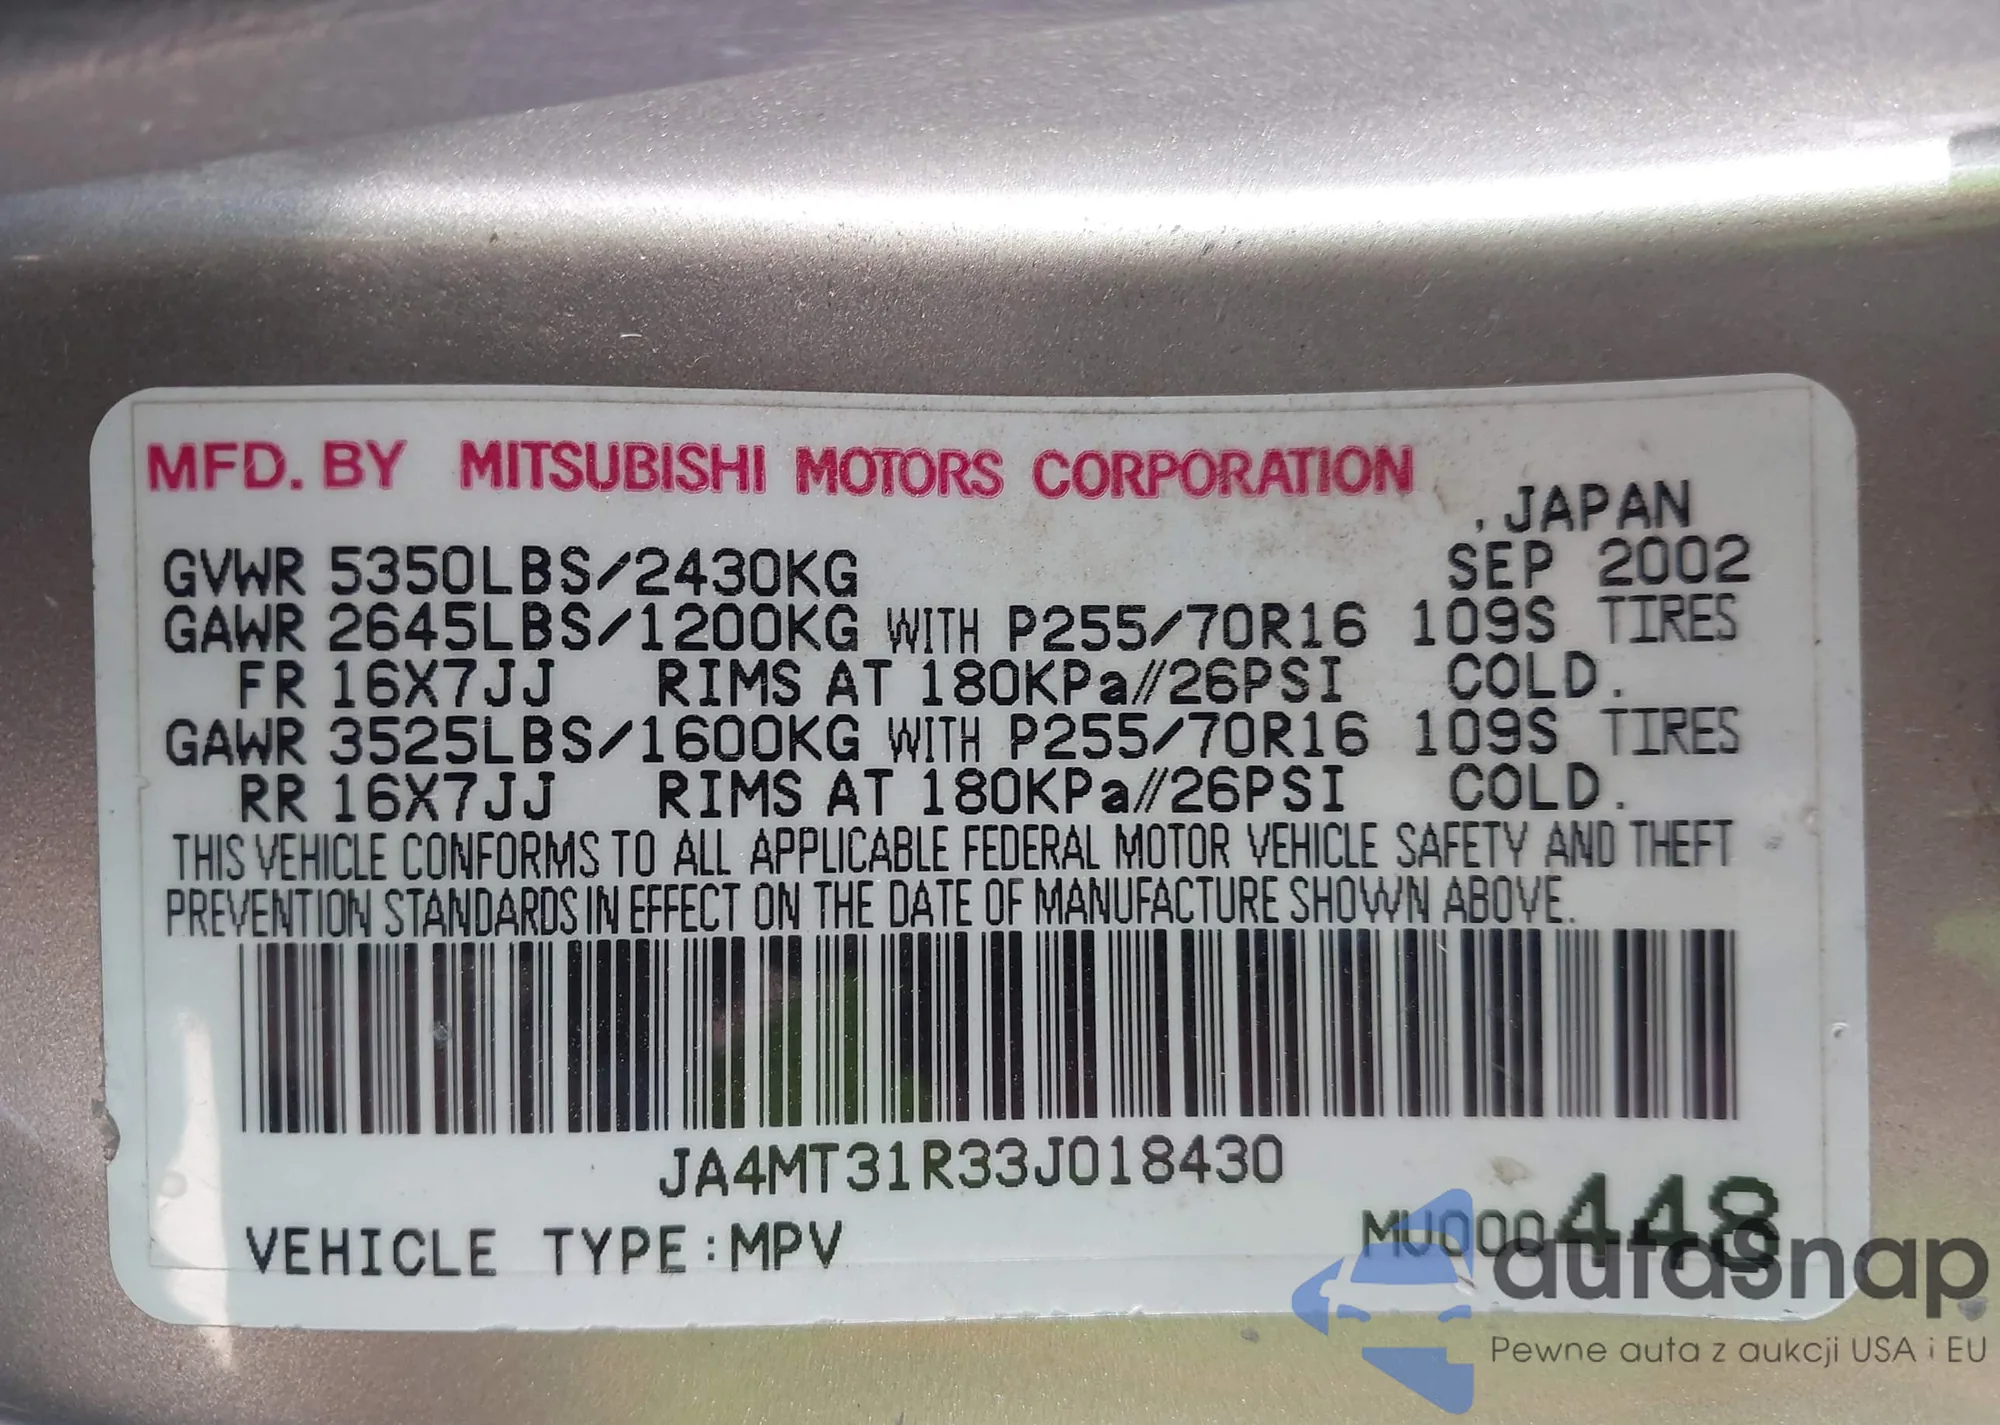 MFD. BY MITSUBISHI MOTORS CORPORATION
, JAPAN
GVWR 5350LBS/2430KG SEP 2002
GAWR 2645LBS/1200KG WITH P255/70R16 109S TIRES
FR 16X7JJ RIMS AT 180KPa//26PSI COLD.
GAWR 3525LBS/1600KG WITH P255/70R16 109S TIRES
RR 16X7JJ RIMS AT 180KPa//26PSI COLD.
THIS VEHICLE CONFORMS TO ALL APPLICABLE FEDERAL MOTOR VEHICLE SAFETY AND THEFT
PREVENTION STANDARDS IN EFFECT ON THE DATE OF MANUFACTURE SHOWN ABOVE.
JA4MT31R33J018430
VEHICLE TYPE:MPV MU000448
autasnap
Pewne auta z aukcji USA i EU